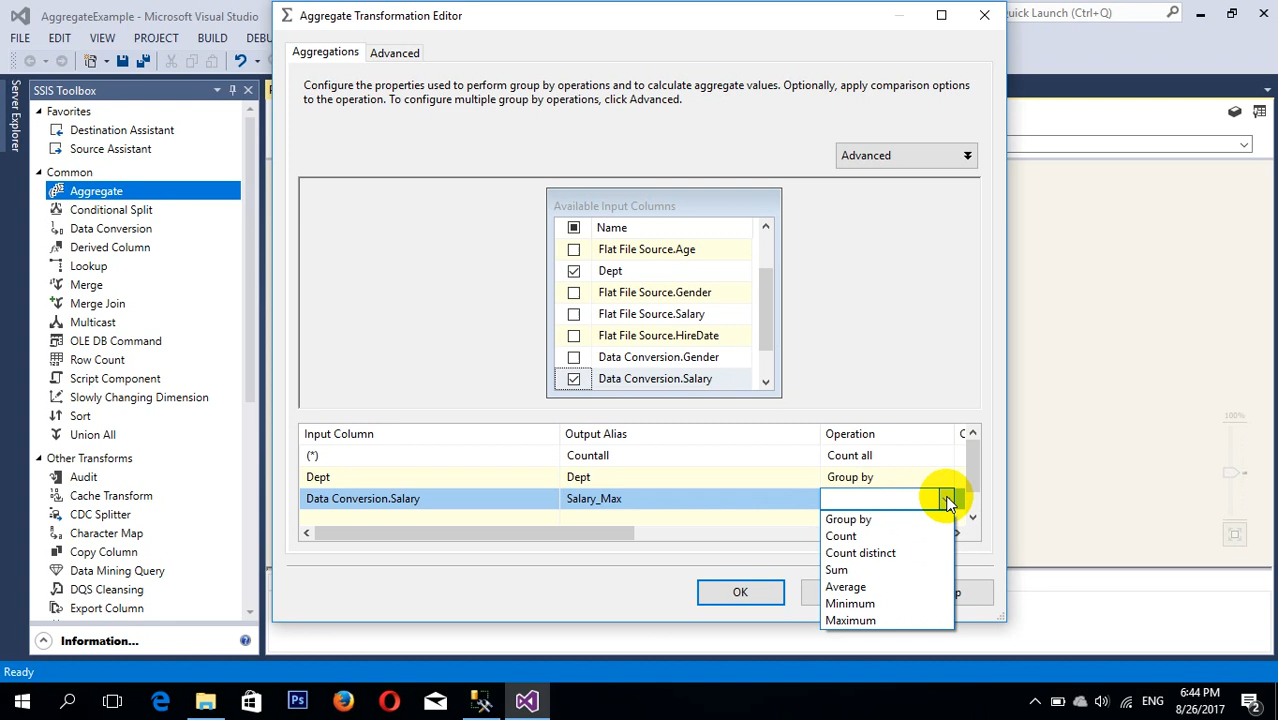 AggregateExample - Microsoft Visual Studio
Quick Launch (Ctrl+Q)
FILE EDIT VIEW PROJECT BUILD DEBU
Server Explorer
SSIS Toolbox
Favorites
Destination Assistant
Source Assistant
Common
Aggregate
Conditional Split
Data Conversion
Derived Column
Lookup
Merge
Merge Join
Multicast
OLE DB Command
Row Count
Script Component
Slowly Changing Dimension
Sort
Union All
Other Transforms
Audit
Cache Transform
CDC Splitter
Character Map
Copy Column
Data Mining Query
DQS Cleansing
Export Column
Information...
Aggregate Transformation Editor
Aggregations Advanced
Configure the properties used to perform group by operations and to calculate aggregate values. Optionally, apply comparison options
to the operation. To configure multiple group by operations, click Advanced.
Advanced
Available Input Columns
Name
Flat File Source.Age
Dept
Flat File Source.Gender
Flat File Source.Salary
Flat File Source.HireDate
Data Conversion.Gender
Data Conversion.Salary
Input Column Output Alias Operation C
(*) Countall Count all
Dept Dept Group by
Data Conversion.Salary Salary_Max
Group by
Count
Count distinct
Sum
Average
Minimum
Maximum
OK
p
100%
Ready
Ps
ENG
6:44 PM
8/26/2017
2